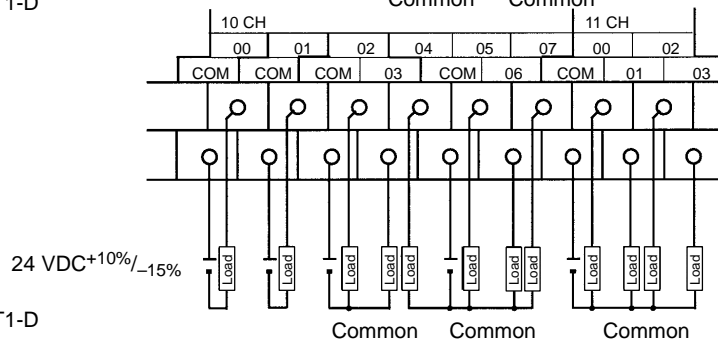 1-D
Common Common
10 CH 11 CH
00 01 02 04 05 07 00 02
COM COM COM 03 COM 06 COM 01 03
24 VDC+10%/–15%
Load Load Load Load Load Load Load Load Load Load Load Load
T1-D
Common Common Common